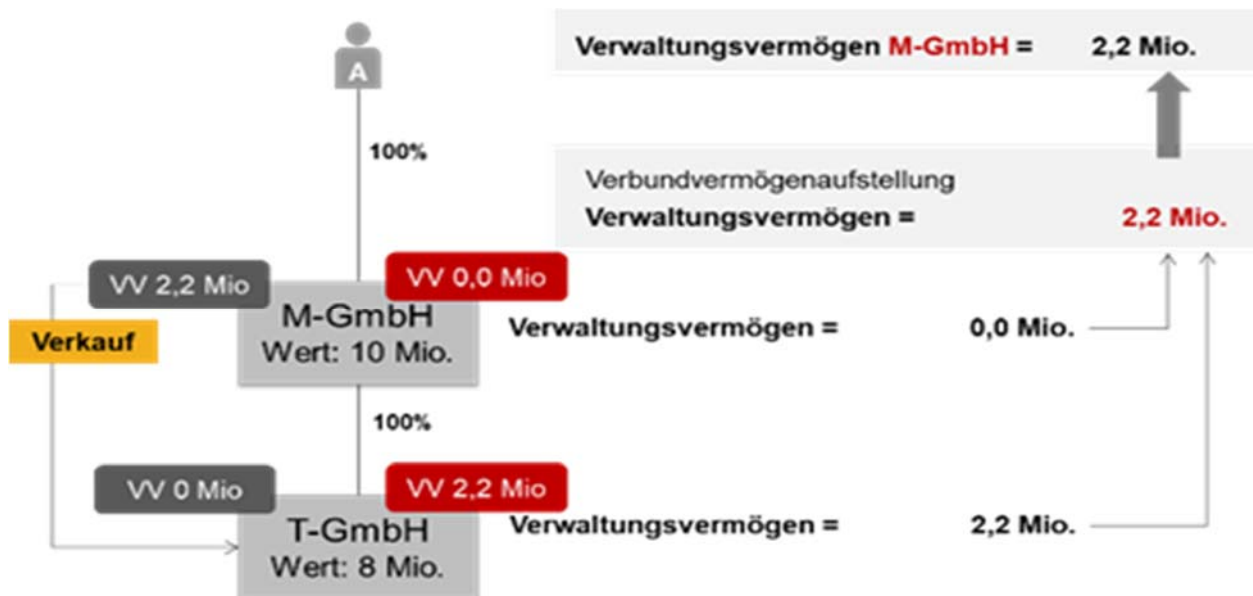 Verwaltungsvermögen M-GmbH = 2,2 Mio.
A
100%
Verbundvermögenaufstellung
Verwaltungsvermögen = 2,2 Mio.
VV 2,2 Mio
VV 0,0 Mio
M-GmbH
Wert: 10 Mio.
Verwaltungsvermögen = 0,0 Mio.
Verkauf
100%
VV 0 Mio
VV 2,2 Mio
T-GmbH
Wert: 8 Mio.
Verwaltungsvermögen = 2,2 Mio.